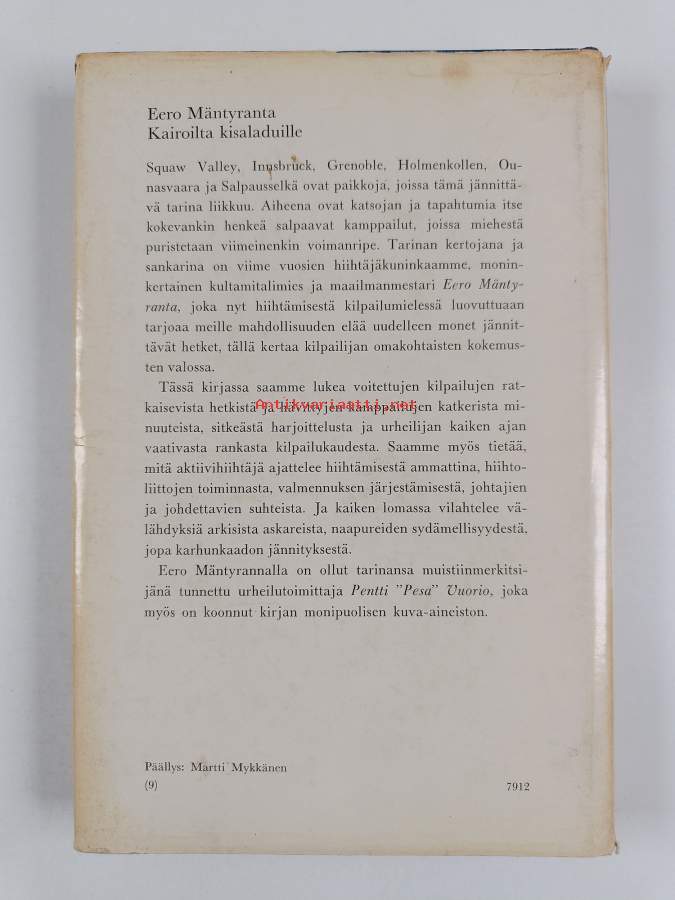 Eero Mäntyranta
Kairoilta kisaladuille
Squaw Valley, Innsbruck, Grenoble, Holmenkollen, Ou-
nasvaara ja Salpausselkä ovat paikkoja, joissa tämä jännittä-
vä tarina liikkuu. Aiheena ovat katsojan ja tapahtumia itse
kokevankin henkeä salpaavat kamppailut, joissa miehestä
puristetaan viimeinenkin voimanripe. Tarinan kertojana ja
sankarina on viime vuosien hiihtäjäkuninkaamme, monin-
kertainen kultamitalimies ja maailmanmestari Eero Mänty-
ranta, joka nyt hiihtämisestä kilpailumielessä luovuttuaan
tarjoaa meille mahdollisuuden elää uudelleen monet jännit-
tävät hetket, tällä kertaa kilpailijan omakohtaisten kokemus-
ten valossa.
Tässä kirjassa saamme lukea voitettujen kilpailujen rat-
kaisevista hetkistä ja hävittyjen kamppailujen katkerista mi-
nuuteista, sitkeästä harjoittelusta ja urheilijan kaiken ajan
vaativasta rankasta kilpailukaudesta. Saamme myös tietää,
mitä aktiivihiihtäjä ajattelee hiihtämisestä ammattina, hiihto-
liittojen toiminnasta, valmennuksen järjestämisestä, johtajien
ja johdettavien suhteista. Ja kaiken lomassa vilahtelee vä-
lähdyksiä arkisista askareista, naapureiden sydämellisyydestä,
jopa karhunkaadon jännityksestä.
Eero Mäntyrannalla on ollut tarinansa muistiinmerkitsi-
jänä tunnettu urheilutoimittaja Pentti "Pesa" Vuorio, joka
myös on koonnut kirjan monipuolisen kuva-aineiston.
Antikvariaatti.net
Päällys: Martti Mykkänen
(9) 7912